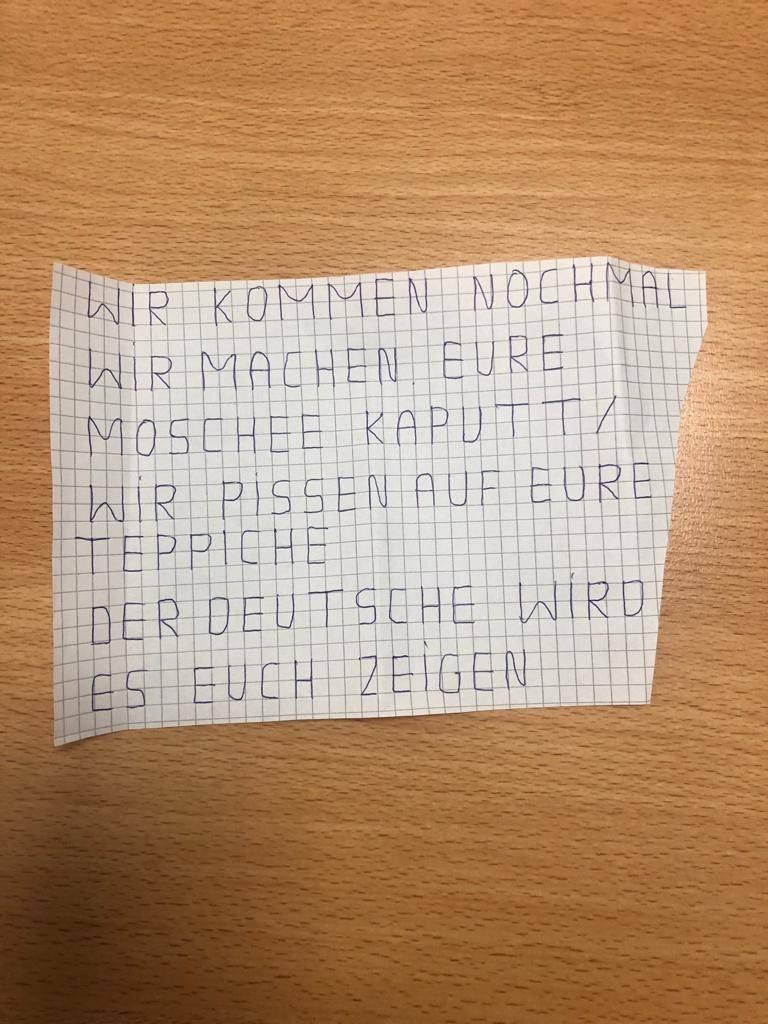 WIR KOMMEN NOCHMAL
WIR MACHEN EURE
MOSCHEE KAPUTT/
WIR PISSEN AUF EURE
TEPPICHE
DER DEUTSCHE WIRD
ES EUCH ZEIGEN